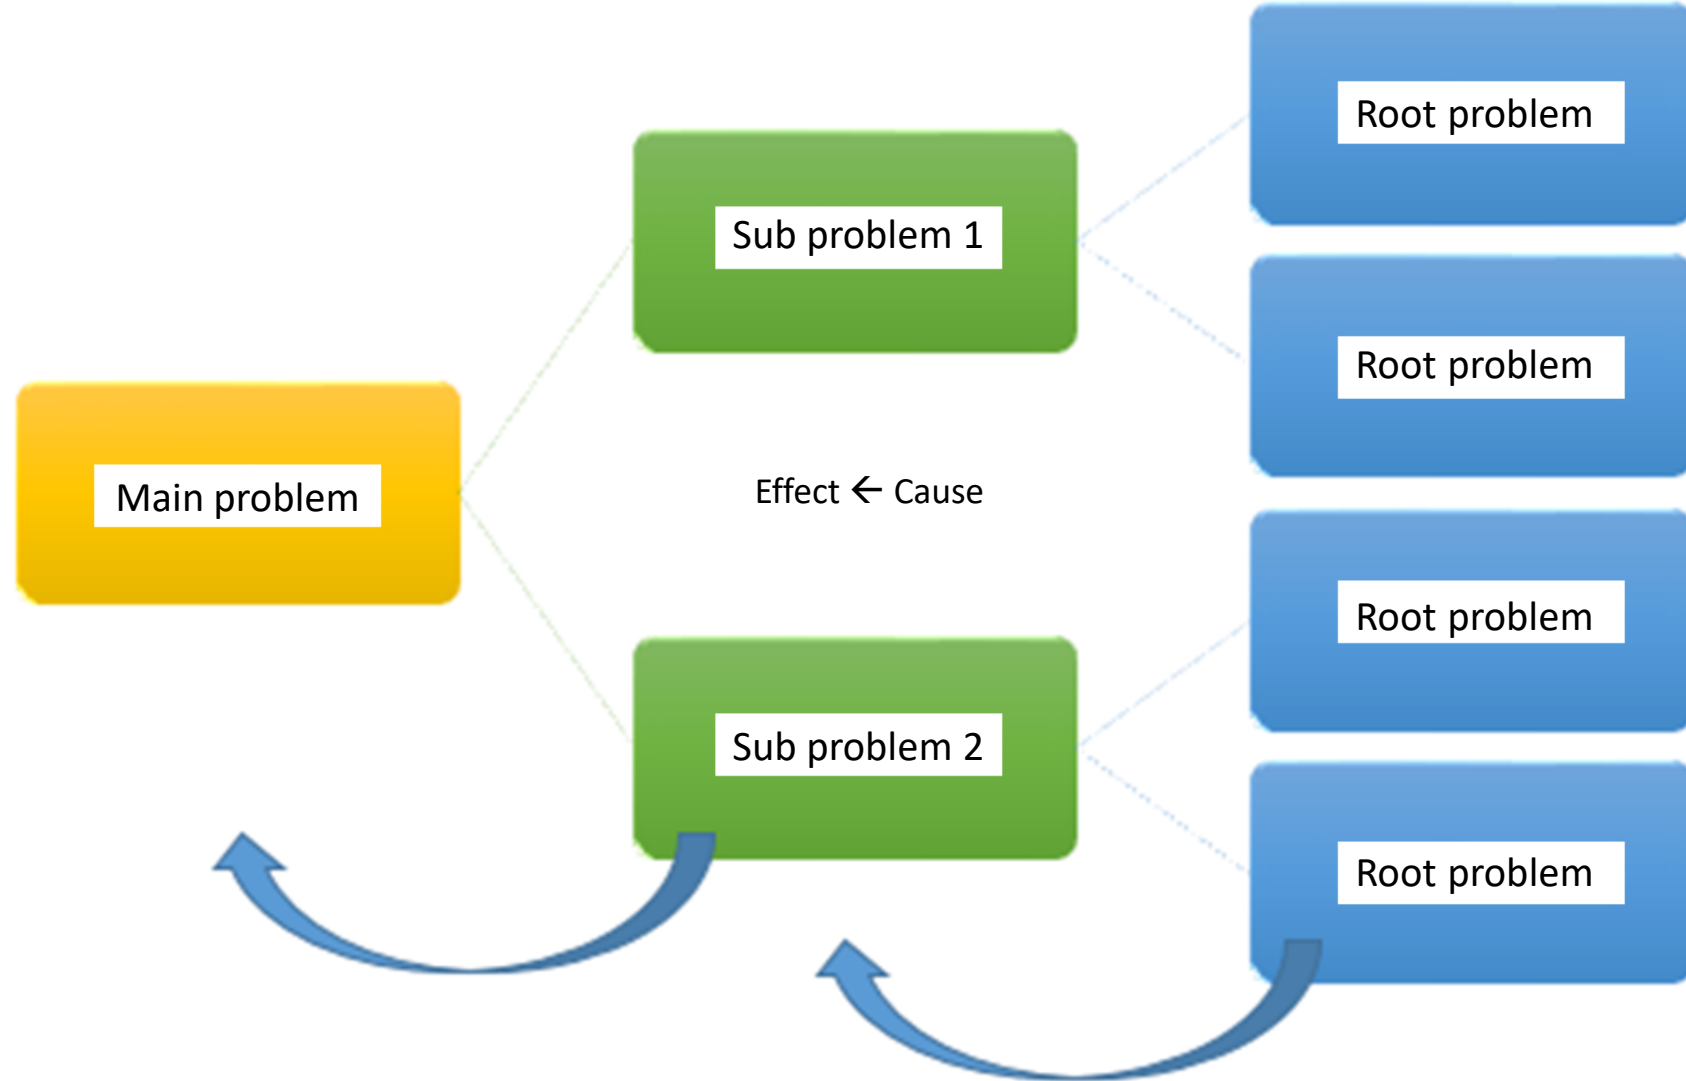 Root problem
Sub problem 1
Root problem
Main problem
Effect ← Cause
Root problem
Sub problem 2
Root problem